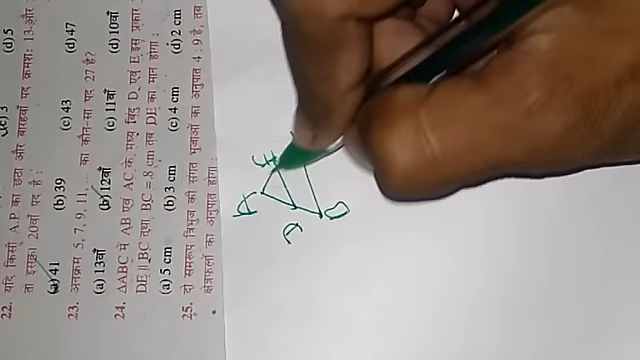 22. यदि किसी A.P का छठा और बारहवाँ पद क्रमशः 13 और
तो इसका 20वाँ पद है :
(a) 41 (b) 39 (c) 43 (d) 47
23. अनुक्रम 5, 7, 9, 11, ... का कौन-सा पद 27 है?
(a) 13वाँ (b) 12वाँ (c) 11वाँ (d) 10वाँ
24. ΔABC में AB एवं AC के मध्य बिंदु D एवं E इस प्रकार
DE || BC तथा BC = 8 cm तब DE का मान होगा :
(a) 5 cm (b) 3 cm (c) 4 cm (d) 2 cm
25. दो समरूप त्रिभुज की संगत भुजाओं का अनुपात 4 : 9 है, तब
क्षेत्रफलों का अनुपात होगा :
(c) 3 (d) 5
A